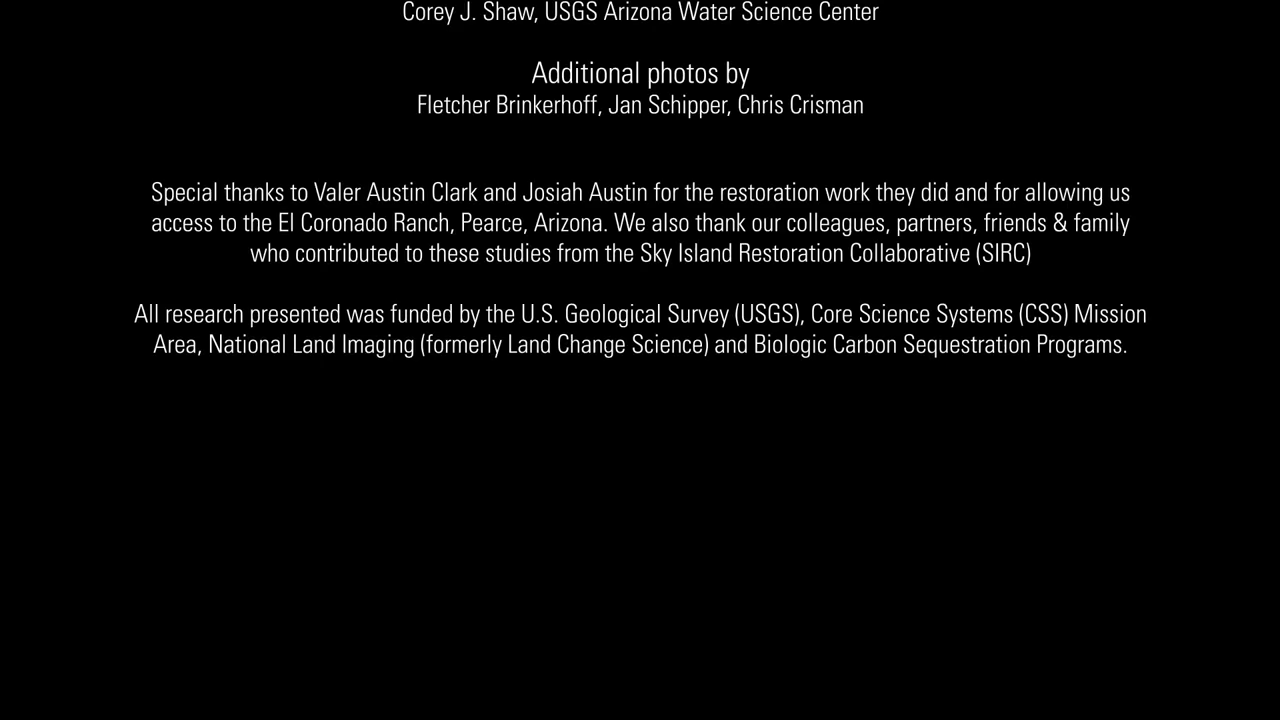 Corey J. Shaw, USGS Arizona Water Science Center
Additional photos by
Fletcher Brinkerhoff, Jan Schipper, Chris Crisman
Special thanks to Valer Austin Clark and Josiah Austin for the restoration work they did and for allowing us
access to the El Coronado Ranch, Pearce, Arizona. We also thank our colleagues, partners, friends & family
who contributed to these studies from the Sky Island Restoration Collaborative (SIRC)
All research presented was funded by the U.S. Geological Survey (USGS), Core Science Systems (CSS) Mission
Area, National Land Imaging (formerly Land Change Science) and Biologic Carbon Sequestration Programs.